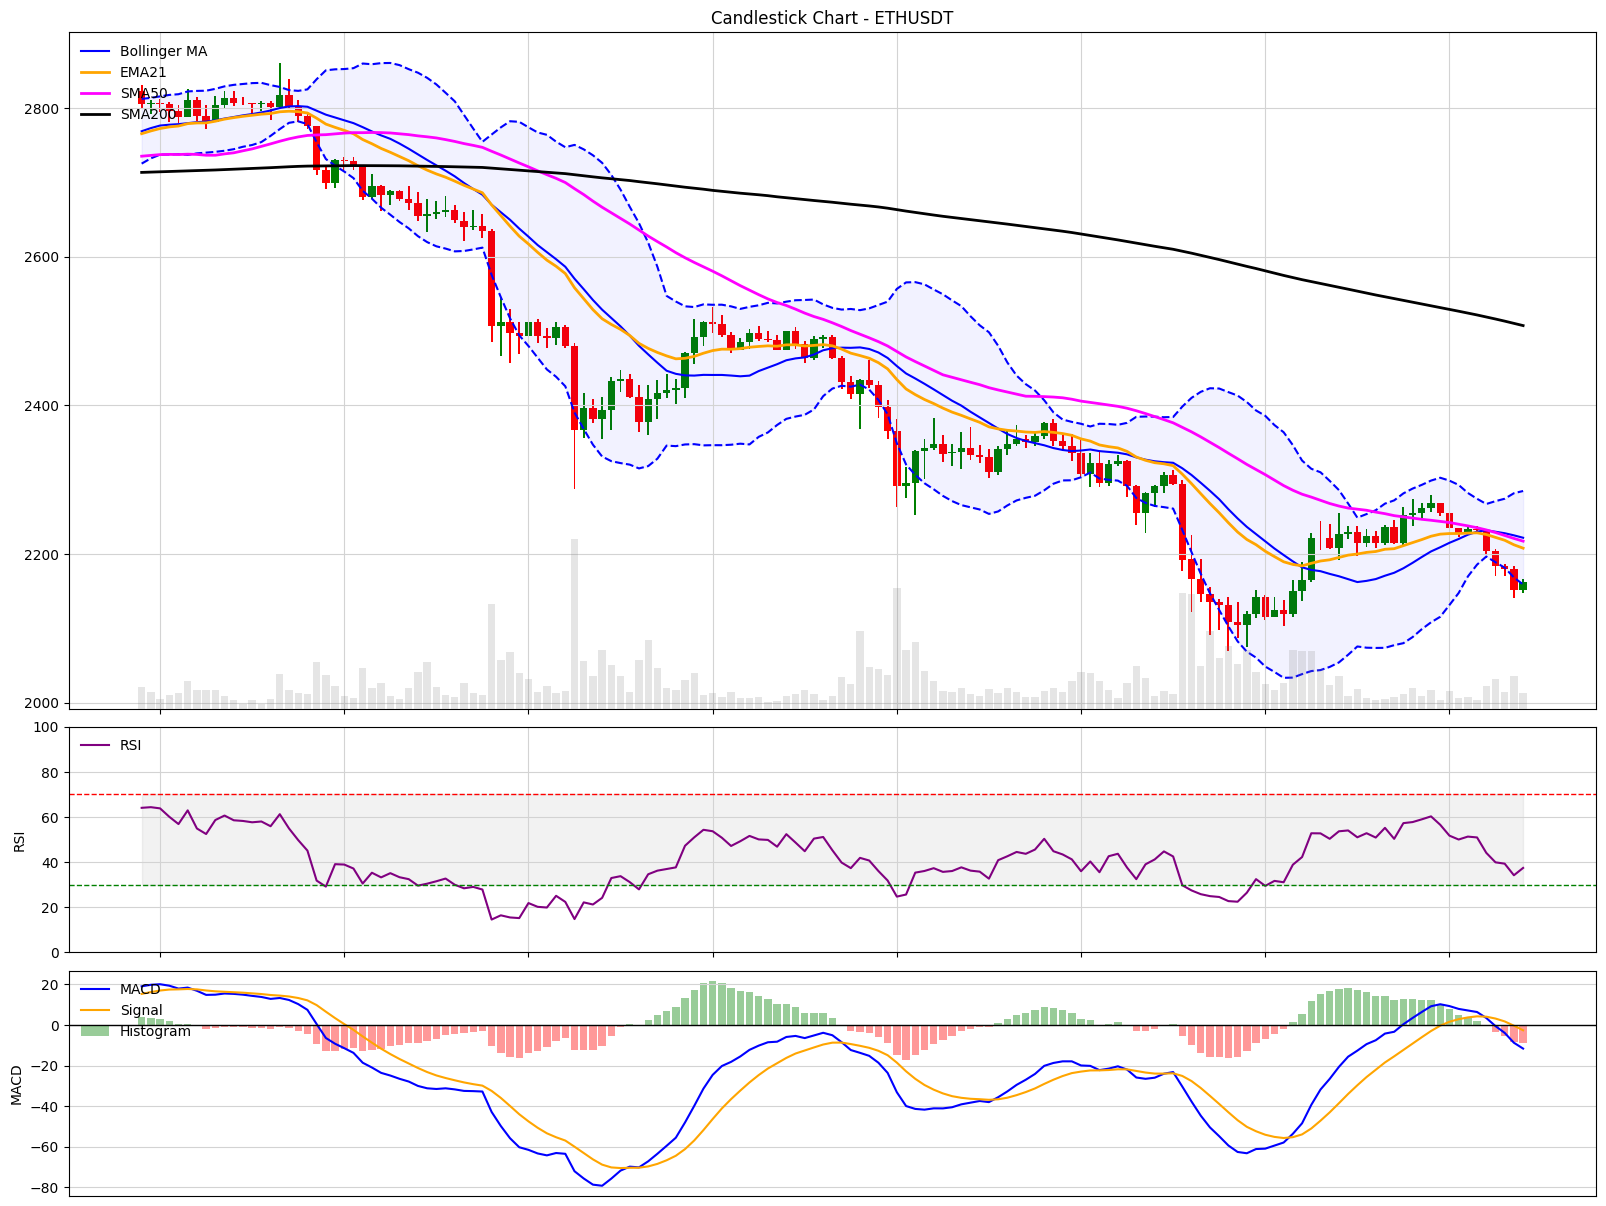 Candlestick Chart - ETHUSDT
Bollinger MA
EMA21
SMA50
SMA200
2800
2600
2400
2200
2000
RSI
100
80
60
40
20
0
RSI
MACD
Signal
Histogram
20
0
−20
−40
−60
−80
MACD